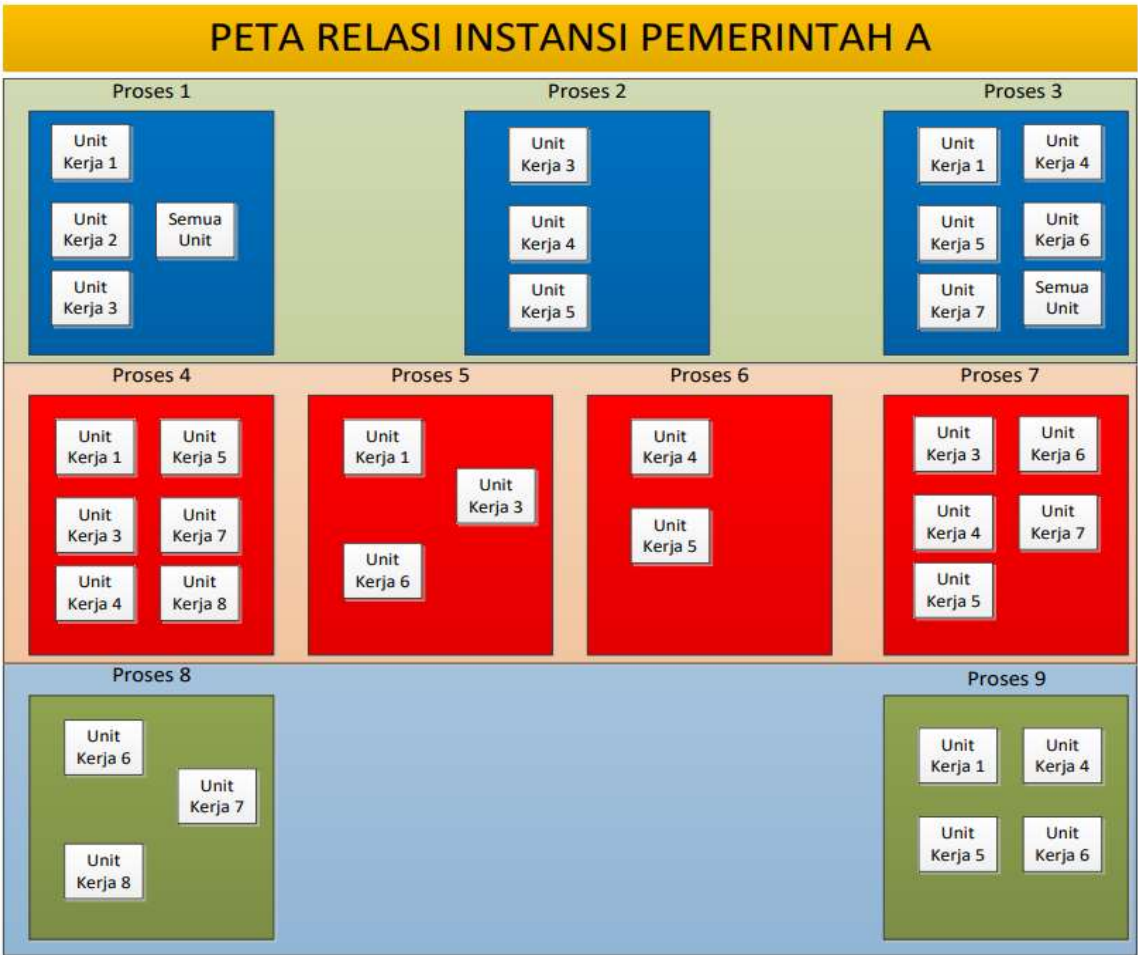 PETA RELASI INSTANSI PEMERINTAH A
Proses 1
Unit
Kerja 1
Unit
Kerja 2
Semua
Unit
Unit
Kerja 3
Proses 2
Unit
Kerja 3
Unit
Kerja 4
Unit
Kerja 5
Proses 3
Unit
Kerja 1
Unit
Kerja 4
Unit
Kerja 5
Unit
Kerja 6
Unit
Kerja 7
Semua
Unit
Proses 4
Unit
Kerja 1
Unit
Kerja 5
Unit
Kerja 3
Unit
Kerja 7
Unit
Kerja 4
Unit
Kerja 8
Proses 5
Unit
Kerja 1
Unit
Kerja 3
Unit
Kerja 6
Proses 6
Unit
Kerja 4
Unit
Kerja 5
Proses 7
Unit
Kerja 3
Unit
Kerja 6
Unit
Kerja 4
Unit
Kerja 7
Unit
Kerja 5
Proses 8
Unit
Kerja 6
Unit
Kerja 7
Unit
Kerja 8
Proses 9
Unit
Kerja 1
Unit
Kerja 4
Unit
Kerja 5
Unit
Kerja 6